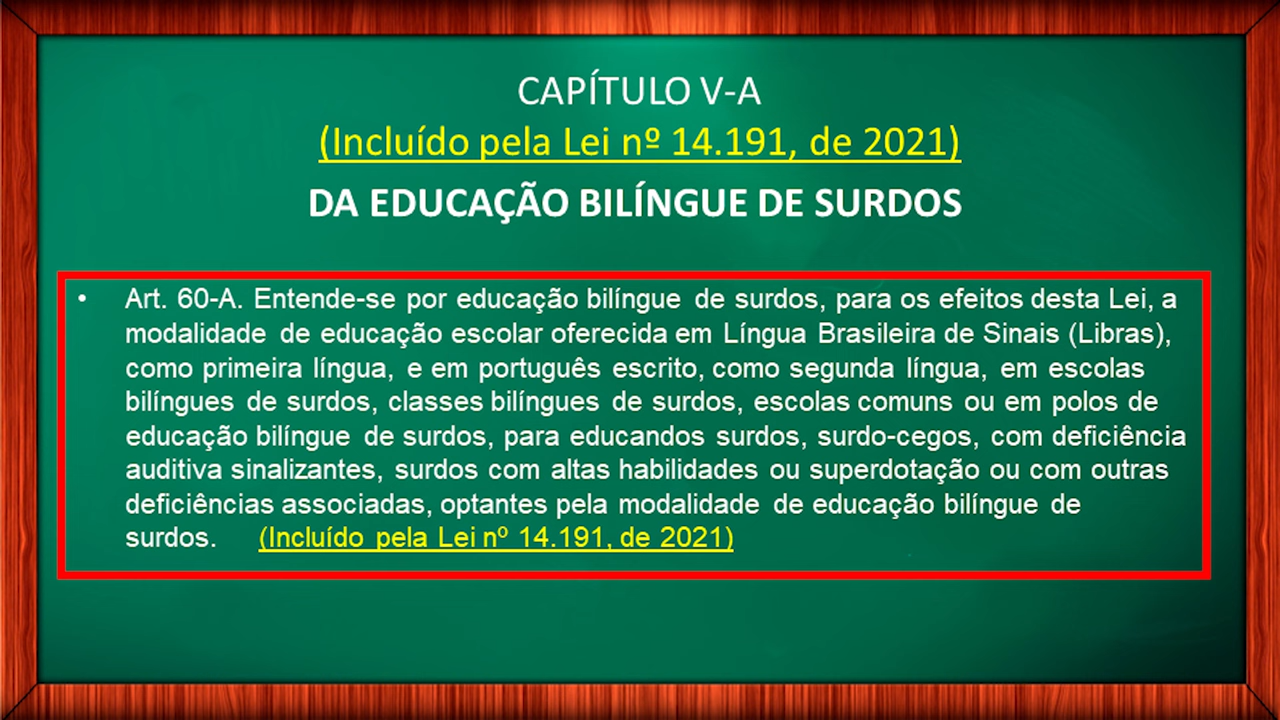 CAPÍTULO V-A
(Incluído pela Lei nº 14.191, de 2021)
DA EDUCAÇÃO BILÍNGUE DE SURDOS
• Art. 60-A. Entende-se por educação bilíngue de surdos, para os efeitos desta Lei, a
modalidade de educação escolar oferecida em Língua Brasileira de Sinais (Libras),
como primeira língua, e em português escrito, como segunda língua, em escolas
bilíngues de surdos, classes bilíngues de surdos, escolas comuns ou em polos de
educação bilíngue de surdos, para educandos surdos, surdo-cegos, com deficiência
auditiva sinalizantes, surdos com altas habilidades ou superdotação ou com outras
deficiências associadas, optantes pela modalidade de educação bilíngue de
surdos. (Incluído pela Lei nº 14.191, de 2021)